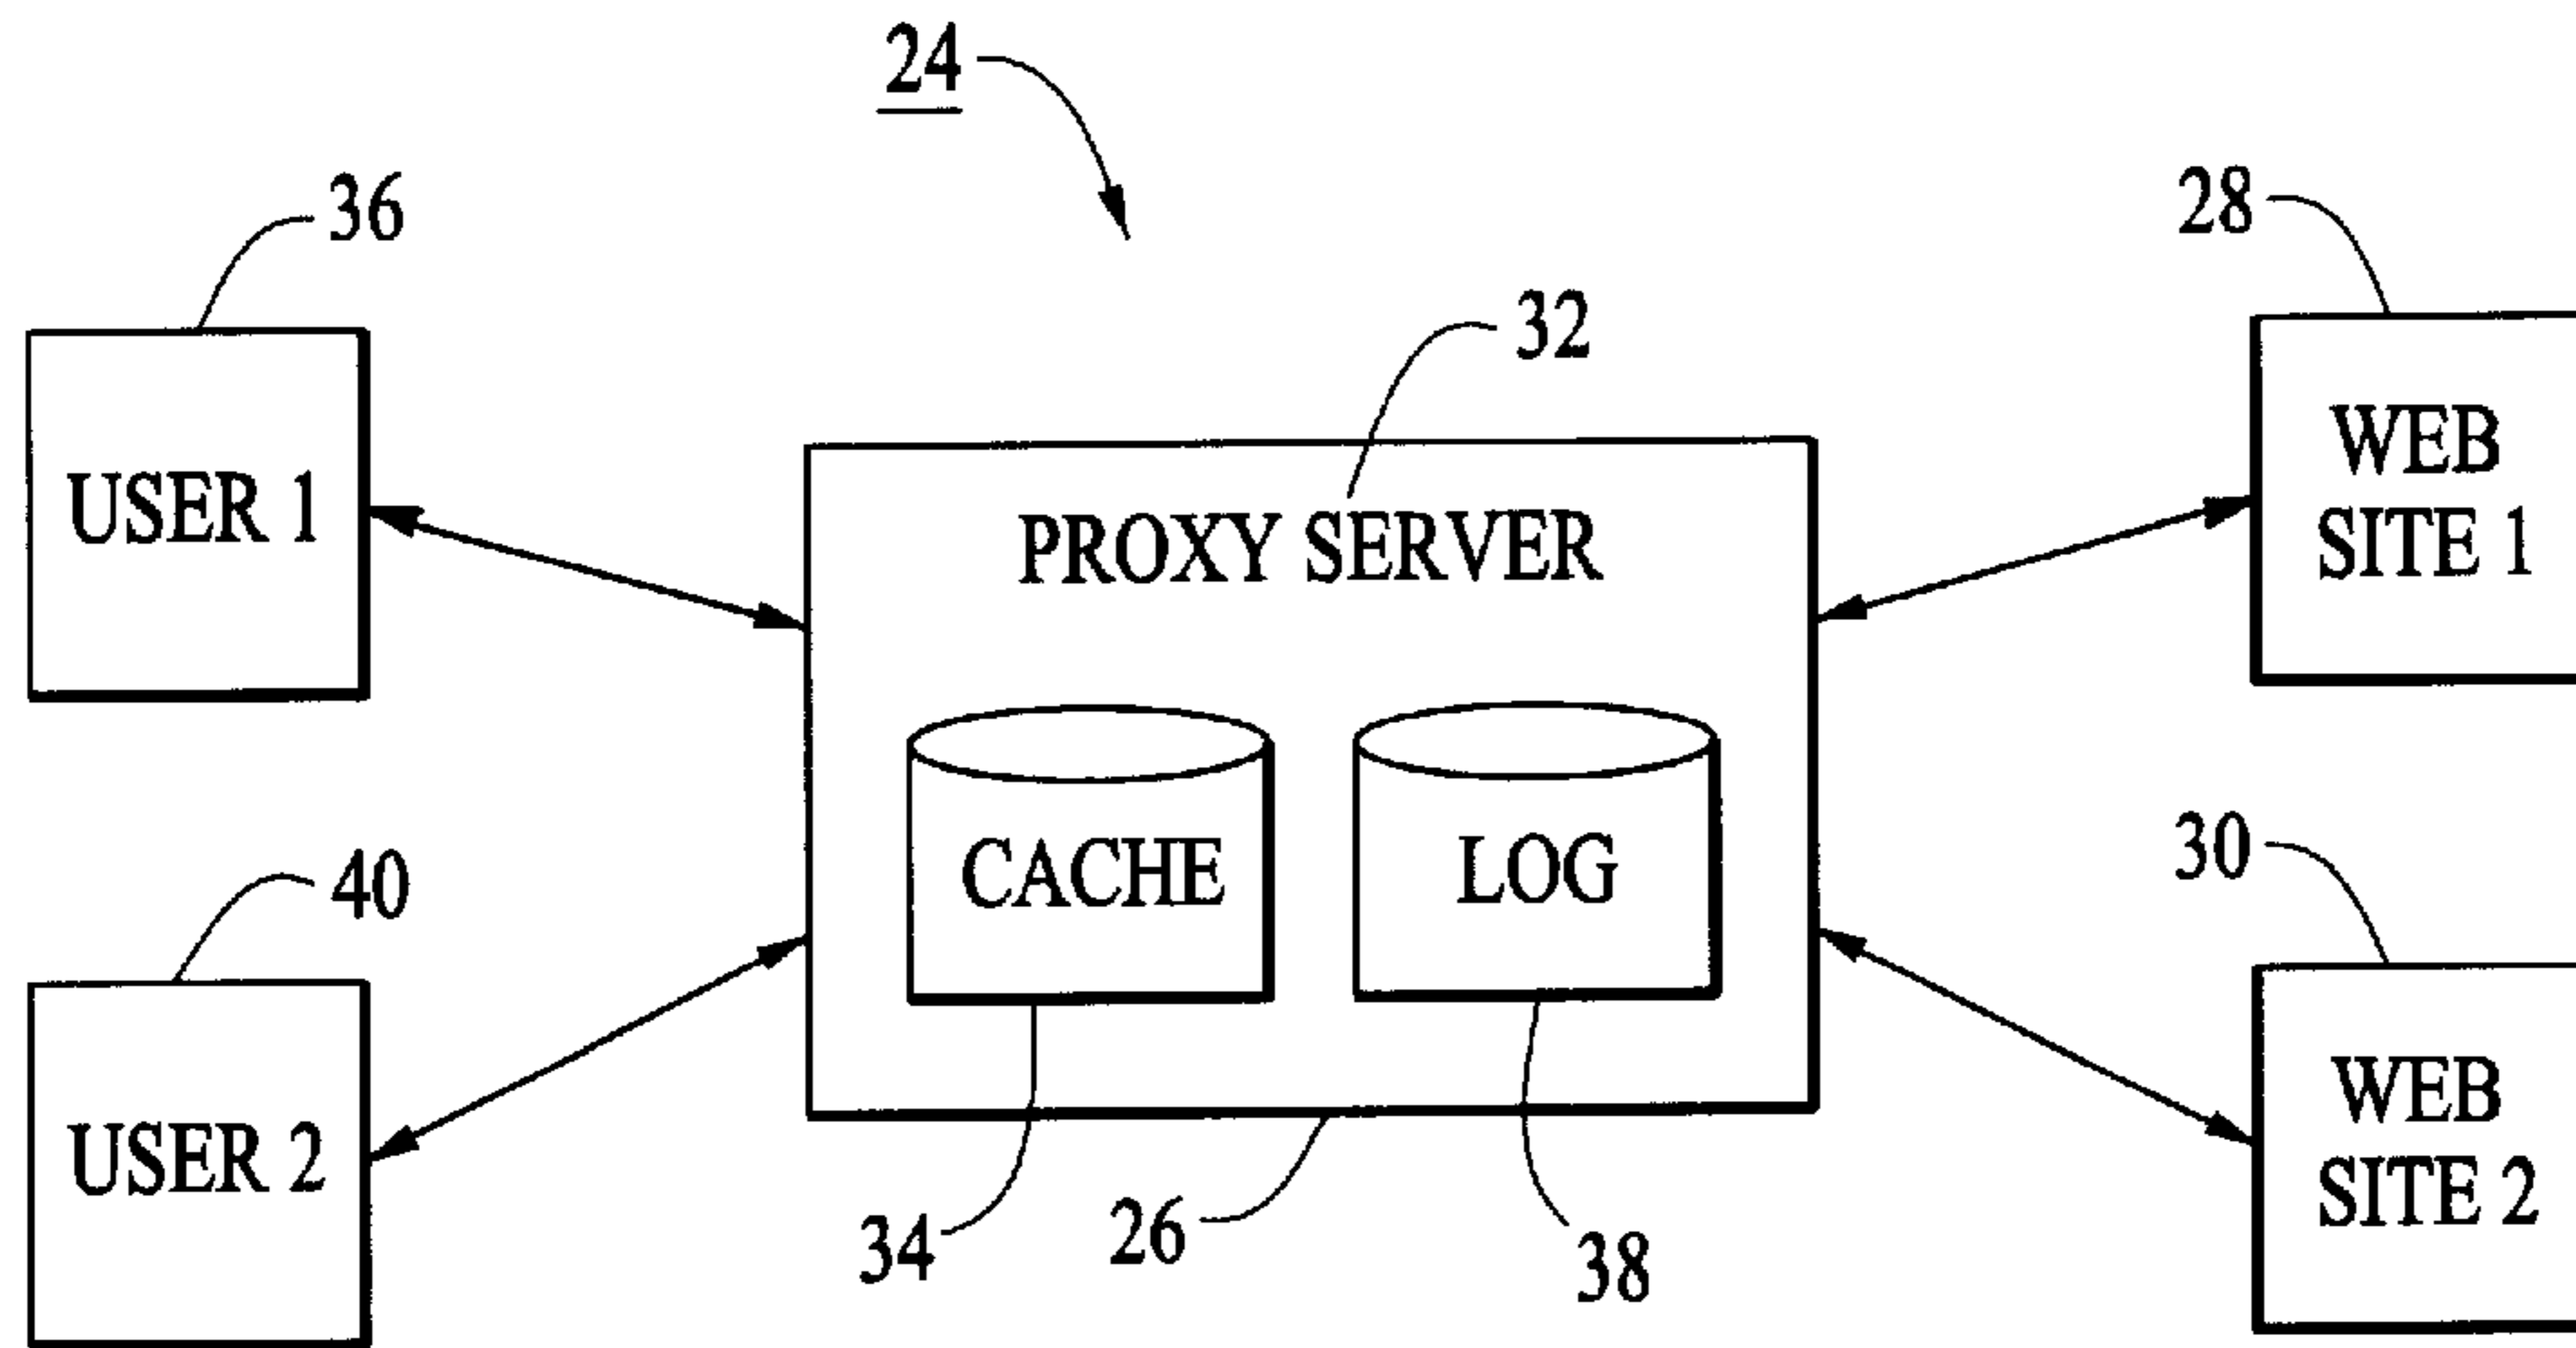 24
36
28
32
USER 1
PROXY SERVER
WEB
SITE 1
CACHE
LOG
40
30
USER 2
WEB
SITE 2
34
26
38